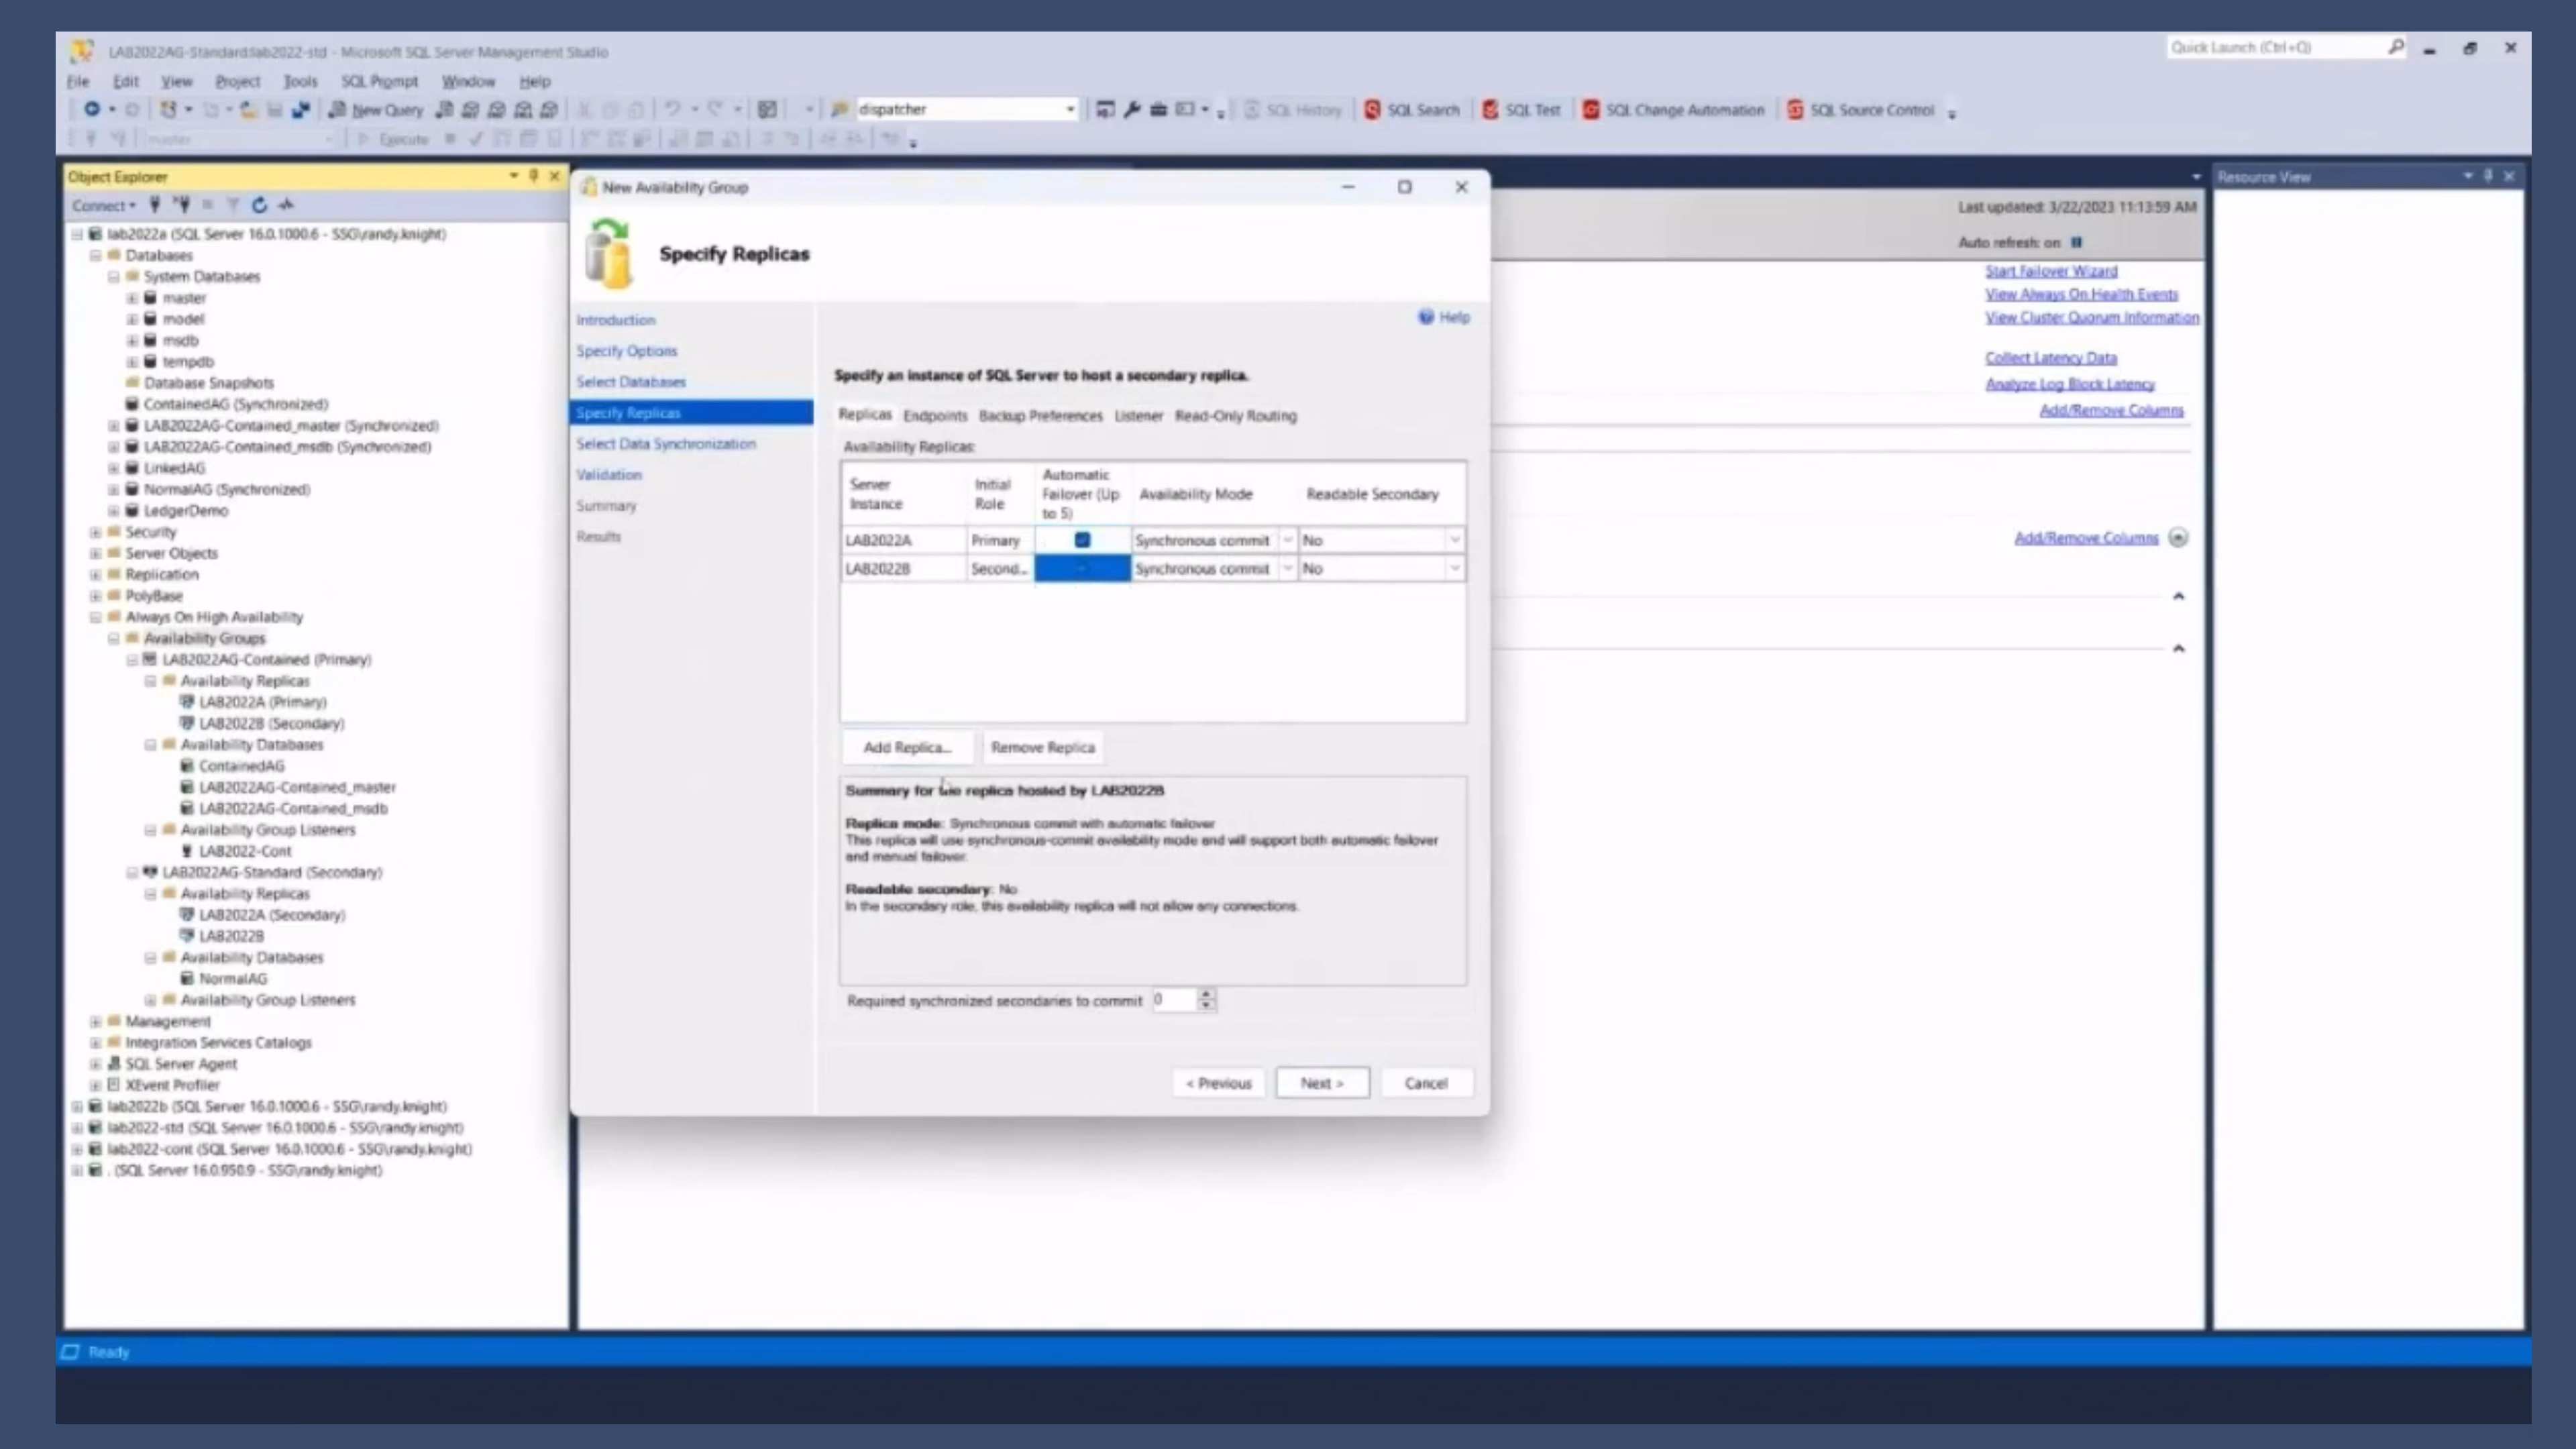 LAB2022AG-Standard:lab2022-std - Microsoft SQL Server Management Studio
Quick Launch (Ctrl+Q)
File Edit View Project Tools SQL Prompt Window Help
New Query dispatcher SQL History SQL Search SQL Test SQL Change Automation SQL Source Control
master Execute
Object Explorer
Connect
lab2022a (SQL Server 16.0.1000.6 - SSG\randy.knight)
Databases
System Databases
master
model
msdb
tempdb
Database Snapshots
ContainedAG (Synchronized)
LAB2022AG-Contained_master (Synchronized)
LAB2022AG-Contained_msdb (Synchronized)
LinkedAG
NormalAG (Synchronized)
LedgerDemo
Security
Server Objects
Replication
PolyBase
Always On High Availability
Availability Groups
LAB2022AG-Contained (Primary)
Availability Replicas
LAB2022A (Primary)
LAB2022B (Secondary)
Availability Databases
ContainedAG
LAB2022AG-Contained_master
LAB2022AG-Contained_msdb
Availability Group Listeners
LAB2022-Cont
LAB2022AG-Standard (Secondary)
Availability Replicas
LAB2022A (Secondary)
LAB2022B
Availability Databases
NormalAG
Availability Group Listeners
Management
Integration Services Catalogs
SQL Server Agent
XEvent Profiler
lab2022b (SQL Server 16.0.1000.6 - SSG\randy.knight)
lab2022-std (SQL Server 16.0.1000.6 - SSG\randy.knight)
lab2022-cont (SQL Server 16.0.1000.6 - SSG\randy.knight)
. (SQL Server 16.0.950.9 - SSG\randy.knight)
New Availability Group
Specify Replicas
Introduction
Specify Options
Select Databases
Specify Replicas
Select Data Synchronization
Validation
Summary
Results
Help
Specify an instance of SQL Server to host a secondary replica.
Replicas Endpoints Backup Preferences Listener Read-Only Routing
Availability Replicas:
Server Instance Initial Role Automatic Failover (Up to 5) Availability Mode Readable Secondary
LAB2022A Primary Synchronous commit No
LAB2022B Second... Synchronous commit No
Add Replica... Remove Replica
Summary for the replica hosted by LAB2022B
Replica mode: Synchronous commit with automatic failover
This replica will use synchronous-commit availability mode and will support both automatic failover
and manual failover.
Readable secondary: No
In the secondary role, this availability replica will not allow any connections.
Required synchronized secondaries to commit 0
< Previous Next > Cancel
Last updated: 3/22/2023 11:13:59 AM
Auto refresh: on
Start Failover Wizard
View Always On Health Events
View Cluster Quorum Information
Collect Latency Data
Analyze Log Block Latency
Add/Remove Columns
Add/Remove Columns
Resource View
Ready